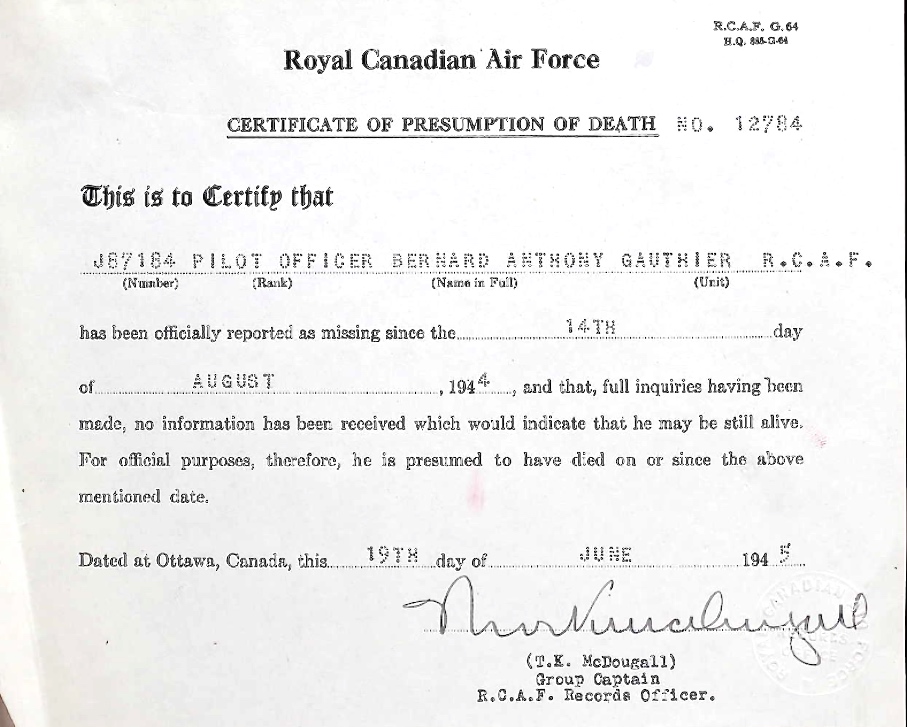 R.C.A.F. G. 64
H.Q. 885-G-64
Royal Canadian Air Force
CERTIFICATE OF PRESUMPTION OF DEATH NO. 12784
This is to Certify that
J87184 PILOT OFFICER BERNARD ANTHONY GAUTHIER R.C.A.F.
(Number) (Rank) (Name in Full) (Unit)
has been officially reported as missing since the 14TH day
of AUGUST, 1944, and that, full inquiries having been
made, no information has been received which would indicate that he may be still alive.
For official purposes, therefore, he is presumed to have died on or since the above
mentioned date.
Dated at Ottawa, Canada, this 19TH day of JUNE 1945
(T.K. McDougall)
Group Captain
R.C.A.F. Records Officer.